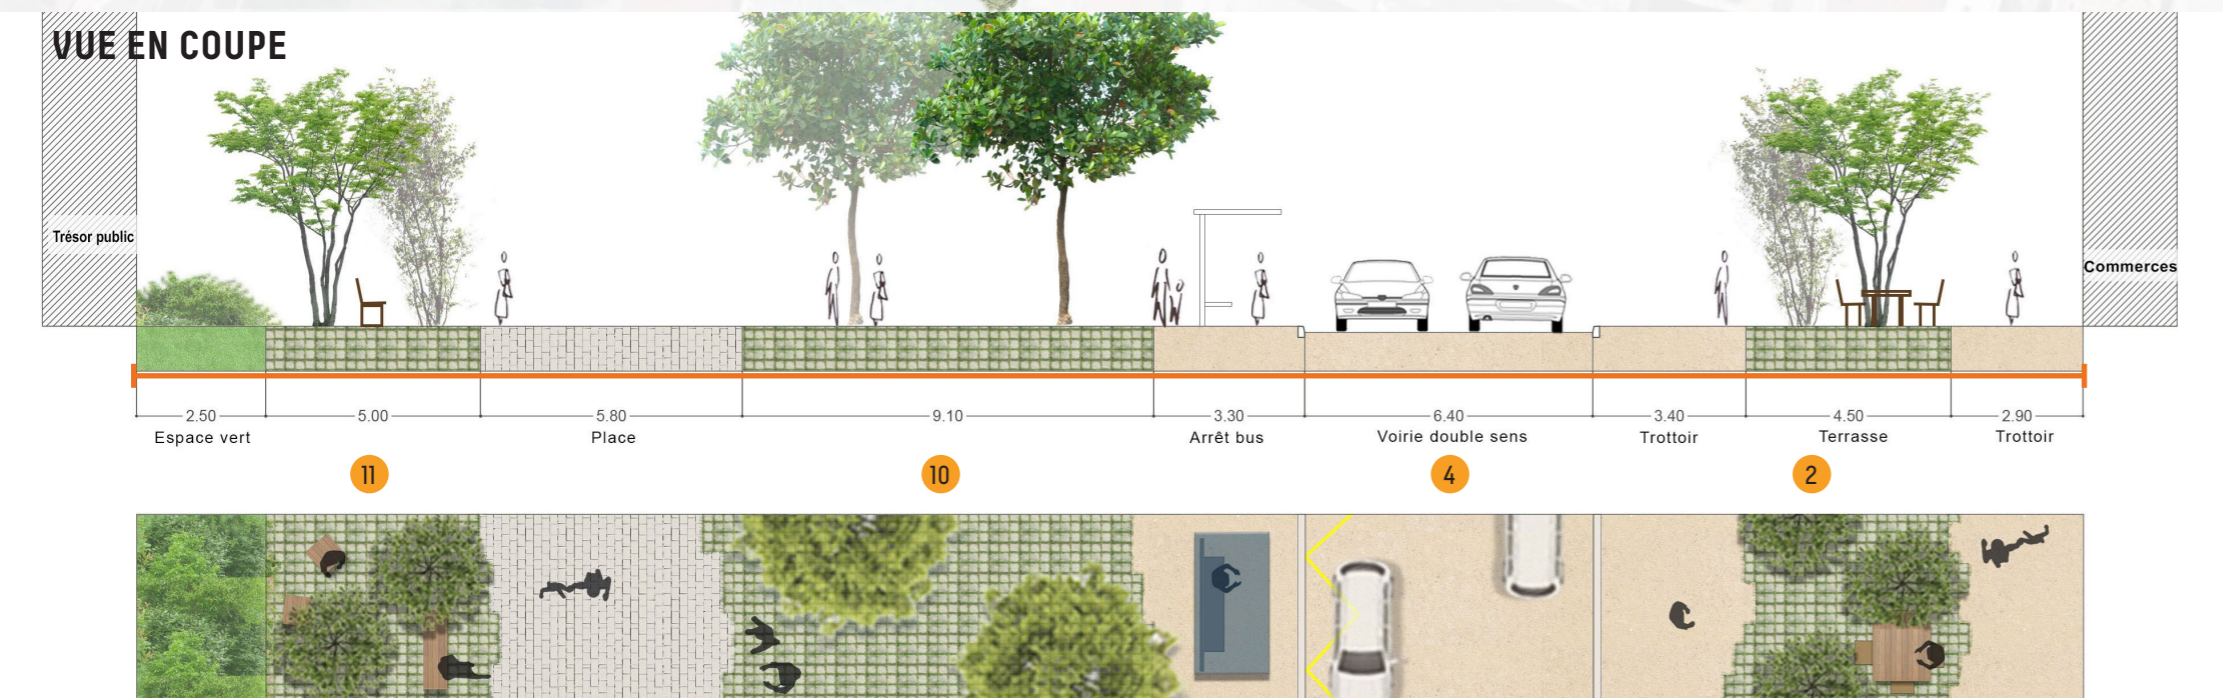 VUE EN COUPE
Trésor public
Commerces
2.50 5.00 5.80 9.10 3.30 6.40 3.40 4.50 2.90
Espace vert Place Arrêt bus Voirie double sens Trottoir Terrasse Trottoir
11 10 4 2